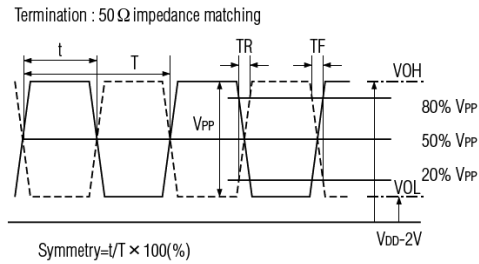 Termination : 50 Ω impedance matching
t
T
TR
TF
VOH
80% VPP
VPP
50% VPP
20% VPP
VOL
VDD-2V
Symmetry=t/T × 100(%)